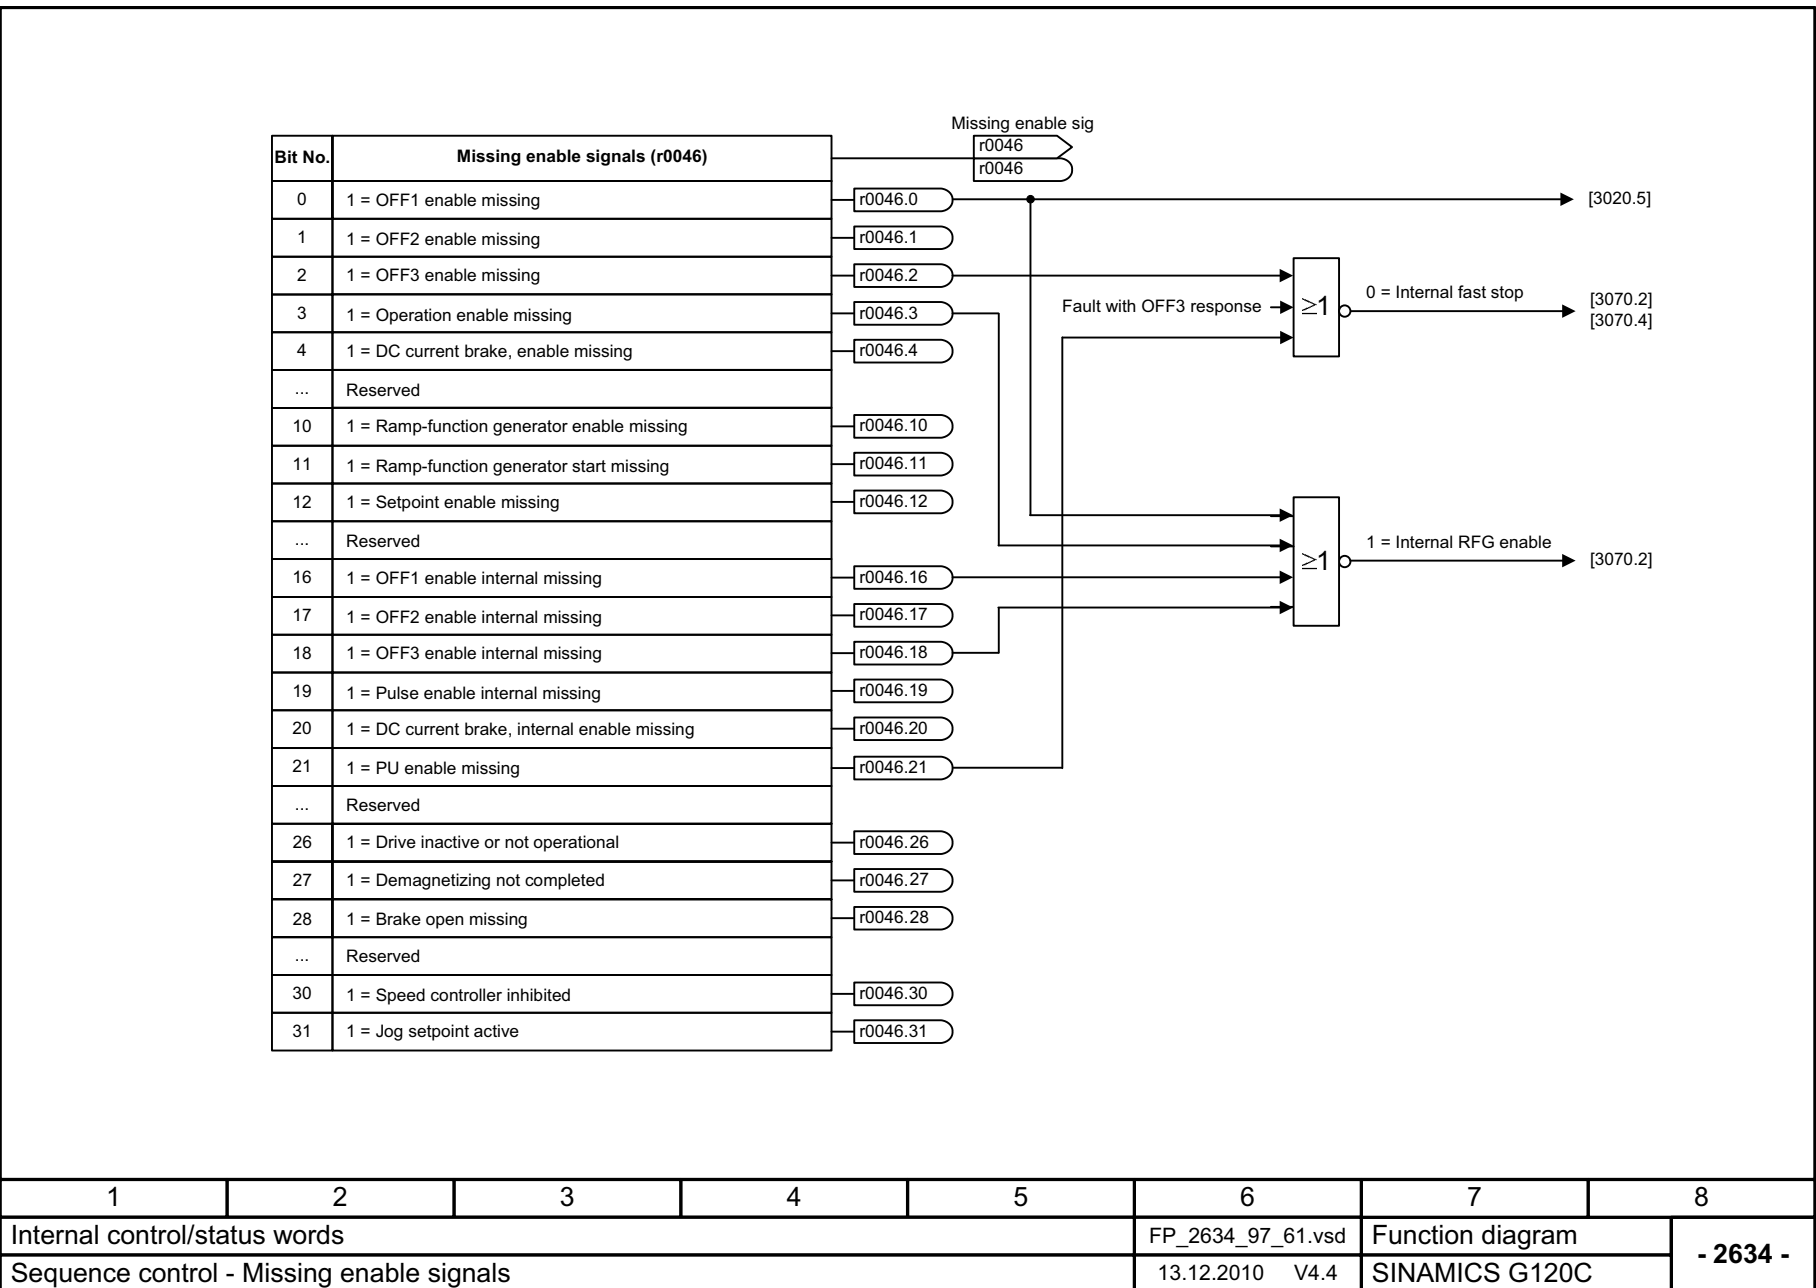 Missing enable sig
Bit No. Missing enable signals (r0046) r0046
r0046
0 1 = OFF1 enable missing r0046.0 [3020.5]
1 1 = OFF2 enable missing r0046.1
2 1 = OFF3 enable missing r0046.2
0 = Internal fast stop
3 1 = Operation enable missing r0046.3 Fault with OFF3 response ≥1 [3070.2]
[3070.4]
4 1 = DC current brake, enable missing r0046.4
... Reserved
10 1 = Ramp-function generator enable missing r0046.10
11 1 = Ramp-function generator start missing r0046.11
12 1 = Setpoint enable missing r0046.12
... Reserved
1 = Internal RFG enable
≥1 [3070.2]
16 1 = OFF1 enable internal missing r0046.16
17 1 = OFF2 enable internal missing r0046.17
18 1 = OFF3 enable internal missing r0046.18
19 1 = Pulse enable internal missing r0046.19
20 1 = DC current brake, internal enable missing r0046.20
21 1 = PU enable missing r0046.21
... Reserved
26 1 = Drive inactive or not operational r0046.26
27 1 = Demagnetizing not completed r0046.27
28 1 = Brake open missing r0046.28
... Reserved
30 1 = Speed controller inhibited r0046.30
31 1 = Jog setpoint active r0046.31
1 2 3 4 5 6 7 8
Internal control/status words FP_2634_97_61.vsd Function diagram
- 2634 -
Sequence control - Missing enable signals 13.12.2010 V4.4 SINAMICS G120C